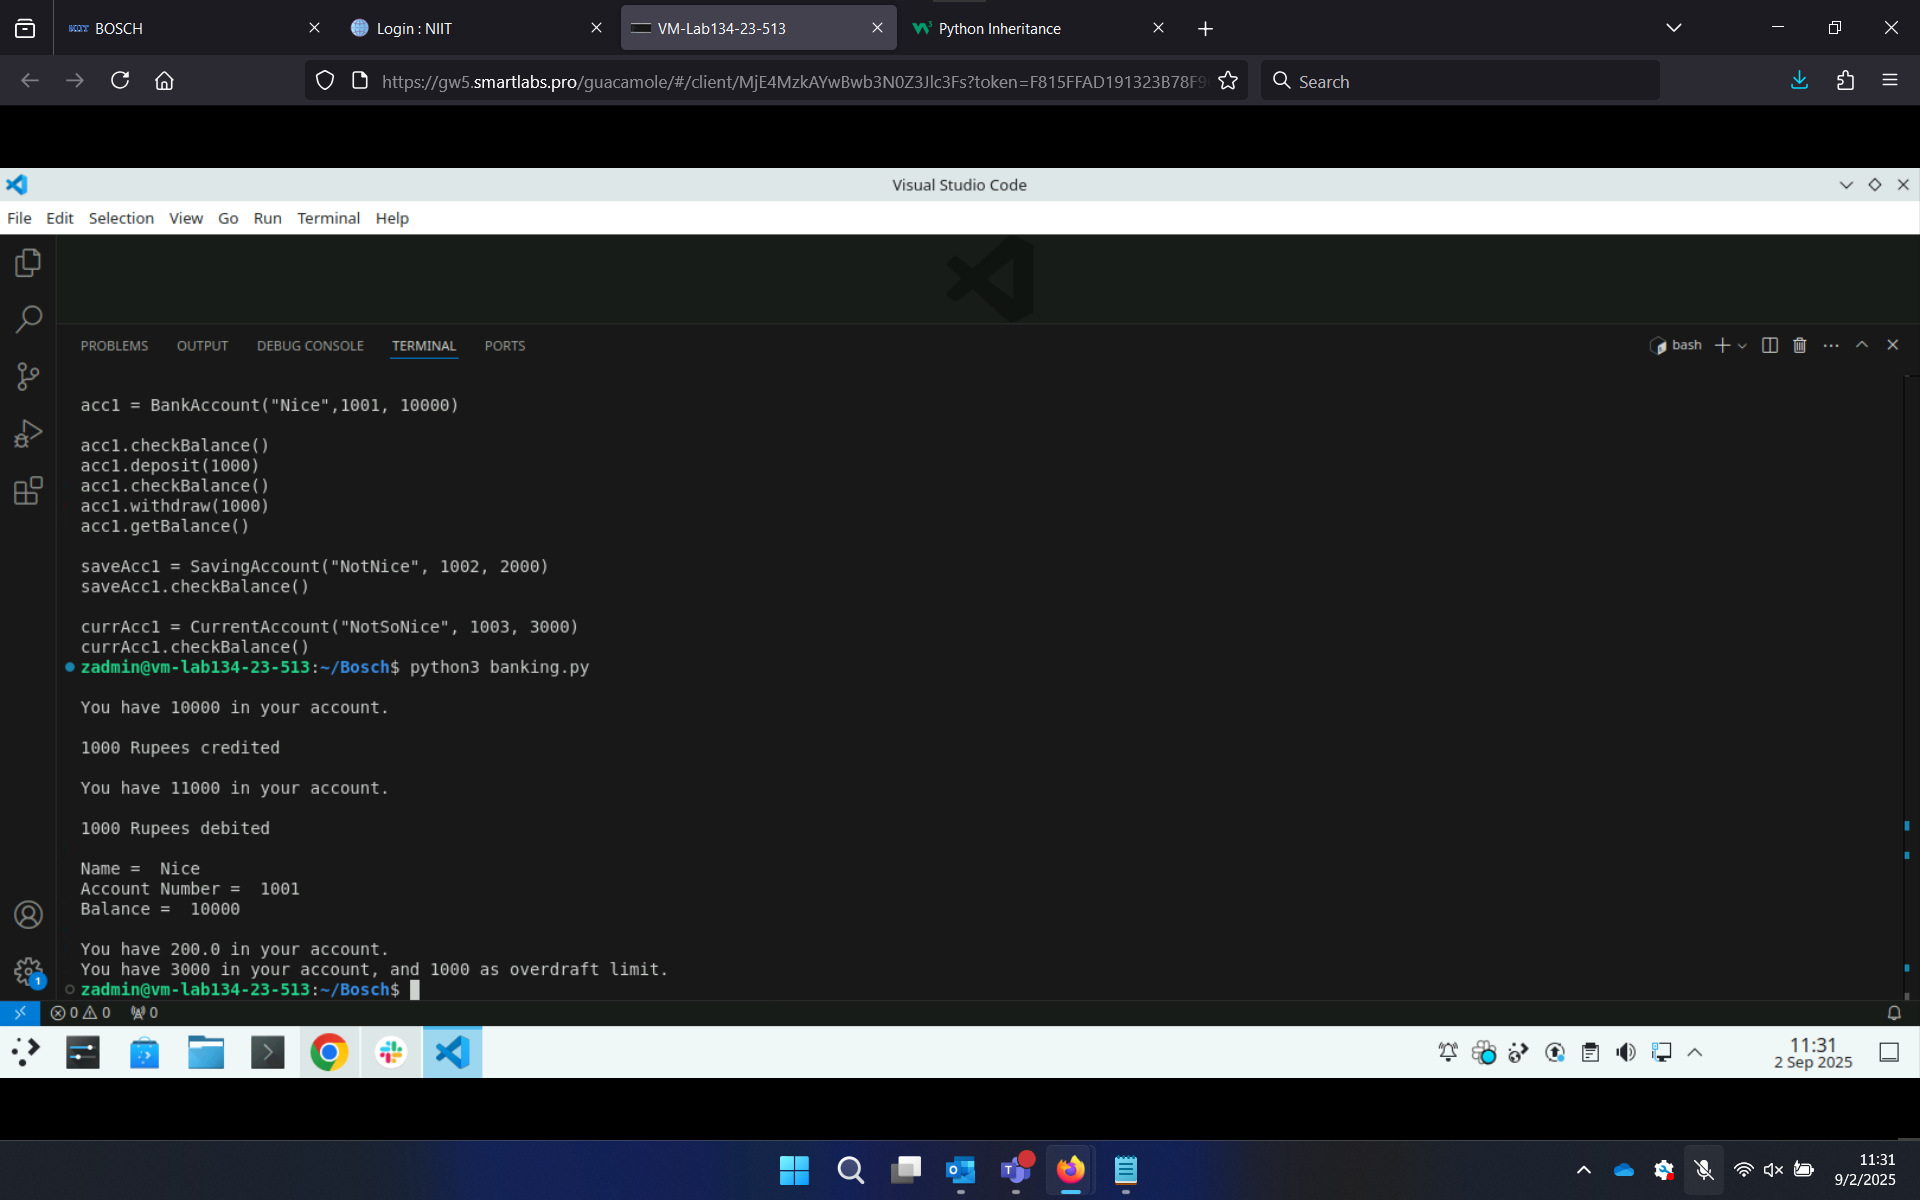 BOSCH
Login : NIIT
VM-Lab134-23-513
Python Inheritance
https://gw5.smartlabs.pro/guacamole/#/client/MjE4MzkAYwBwb3N0Z3Jlc3Fs?token=F815FFAD191323B78F9
Search
Visual Studio Code
File Edit Selection View Go Run Terminal Help
PROBLEMS OUTPUT DEBUG CONSOLE TERMINAL PORTS
bash
acc1 = BankAccount("Nice",1001, 10000)
acc1.checkBalance()
acc1.deposit(1000)
acc1.checkBalance()
acc1.withdraw(1000)
acc1.getBalance()
saveAcc1 = SavingAccount("NotNice", 1002, 2000)
saveAcc1.checkBalance()
currAcc1 = CurrentAccount("NotSoNice", 1003, 3000)
currAcc1.checkBalance()
zadmin@vm-lab134-23-513:~/Bosch$ python3 banking.py
You have 10000 in your account.
1000 Rupees credited
You have 11000 in your account.
1000 Rupees debited
Name =  Nice
Account Number =  1001
Balance =  10000
You have 200.0 in your account.
You have 3000 in your account, and 1000 as overdraft limit.
zadmin@vm-lab134-23-513:~/Bosch$
1
0 0 0
11:31
2 Sep 2025
11:31
9/2/2025